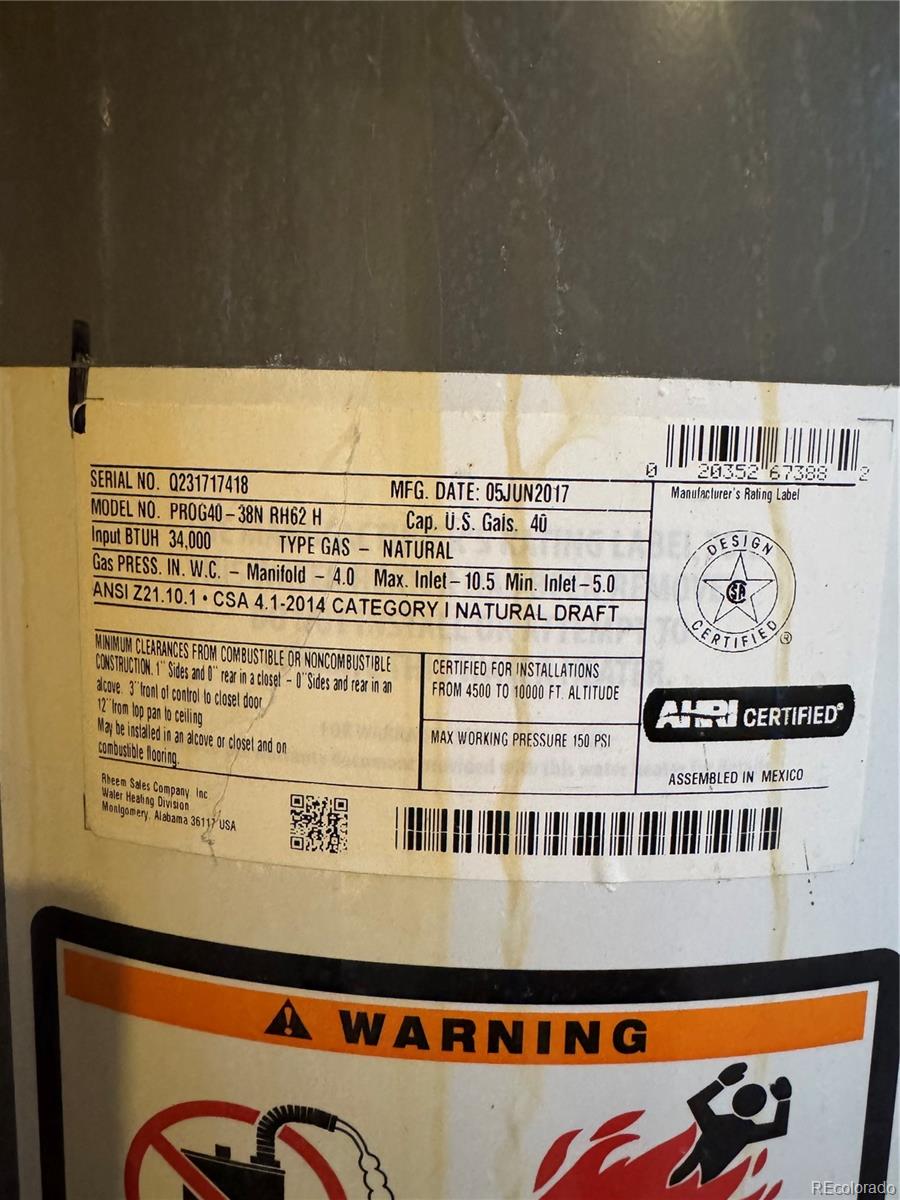 0 20352 67388 2
SERIAL NO. Q231717418 MFG. DATE: 05JUN2017
Manufacturer's Rating Label
MODEL NO. PROG40-38N RH62 H Cap. U.S. Gals. 40
Input BTUH 34,000 TYPE GAS - NATURAL
Gas PRESS. IN. W.C. - Manifold - 4.0 Max. Inlet-10.5 Min. Inlet-5.0
ANSI Z21.10.1 • CSA 4.1-2014 CATEGORY I NATURAL DRAFT
DESIGN
CERTIFIED ®
MINIMUM CLEARANCES FROM COMBUSTIBLE OR NONCOMBUSTIBLE
CONSTRUCTION. 1" Sides and 0" rear in a closet - 0" Sides and rear in an
alcove. 3" front of control to closet door
12" from top pan to ceiling
May be installed in an alcove or closet and on
combustible flooring.
CERTIFIED FOR INSTALLATIONS
FROM 4500 TO 10000 FT. ALTITUDE
MAX WORKING PRESSURE 150 PSI
AHRI CERTIFIED®
ASSEMBLED IN MEXICO
Rheem Sales Company, Inc
Water Heating Division
Montgomery, Alabama 36117 USA
WARNING
REcolorado